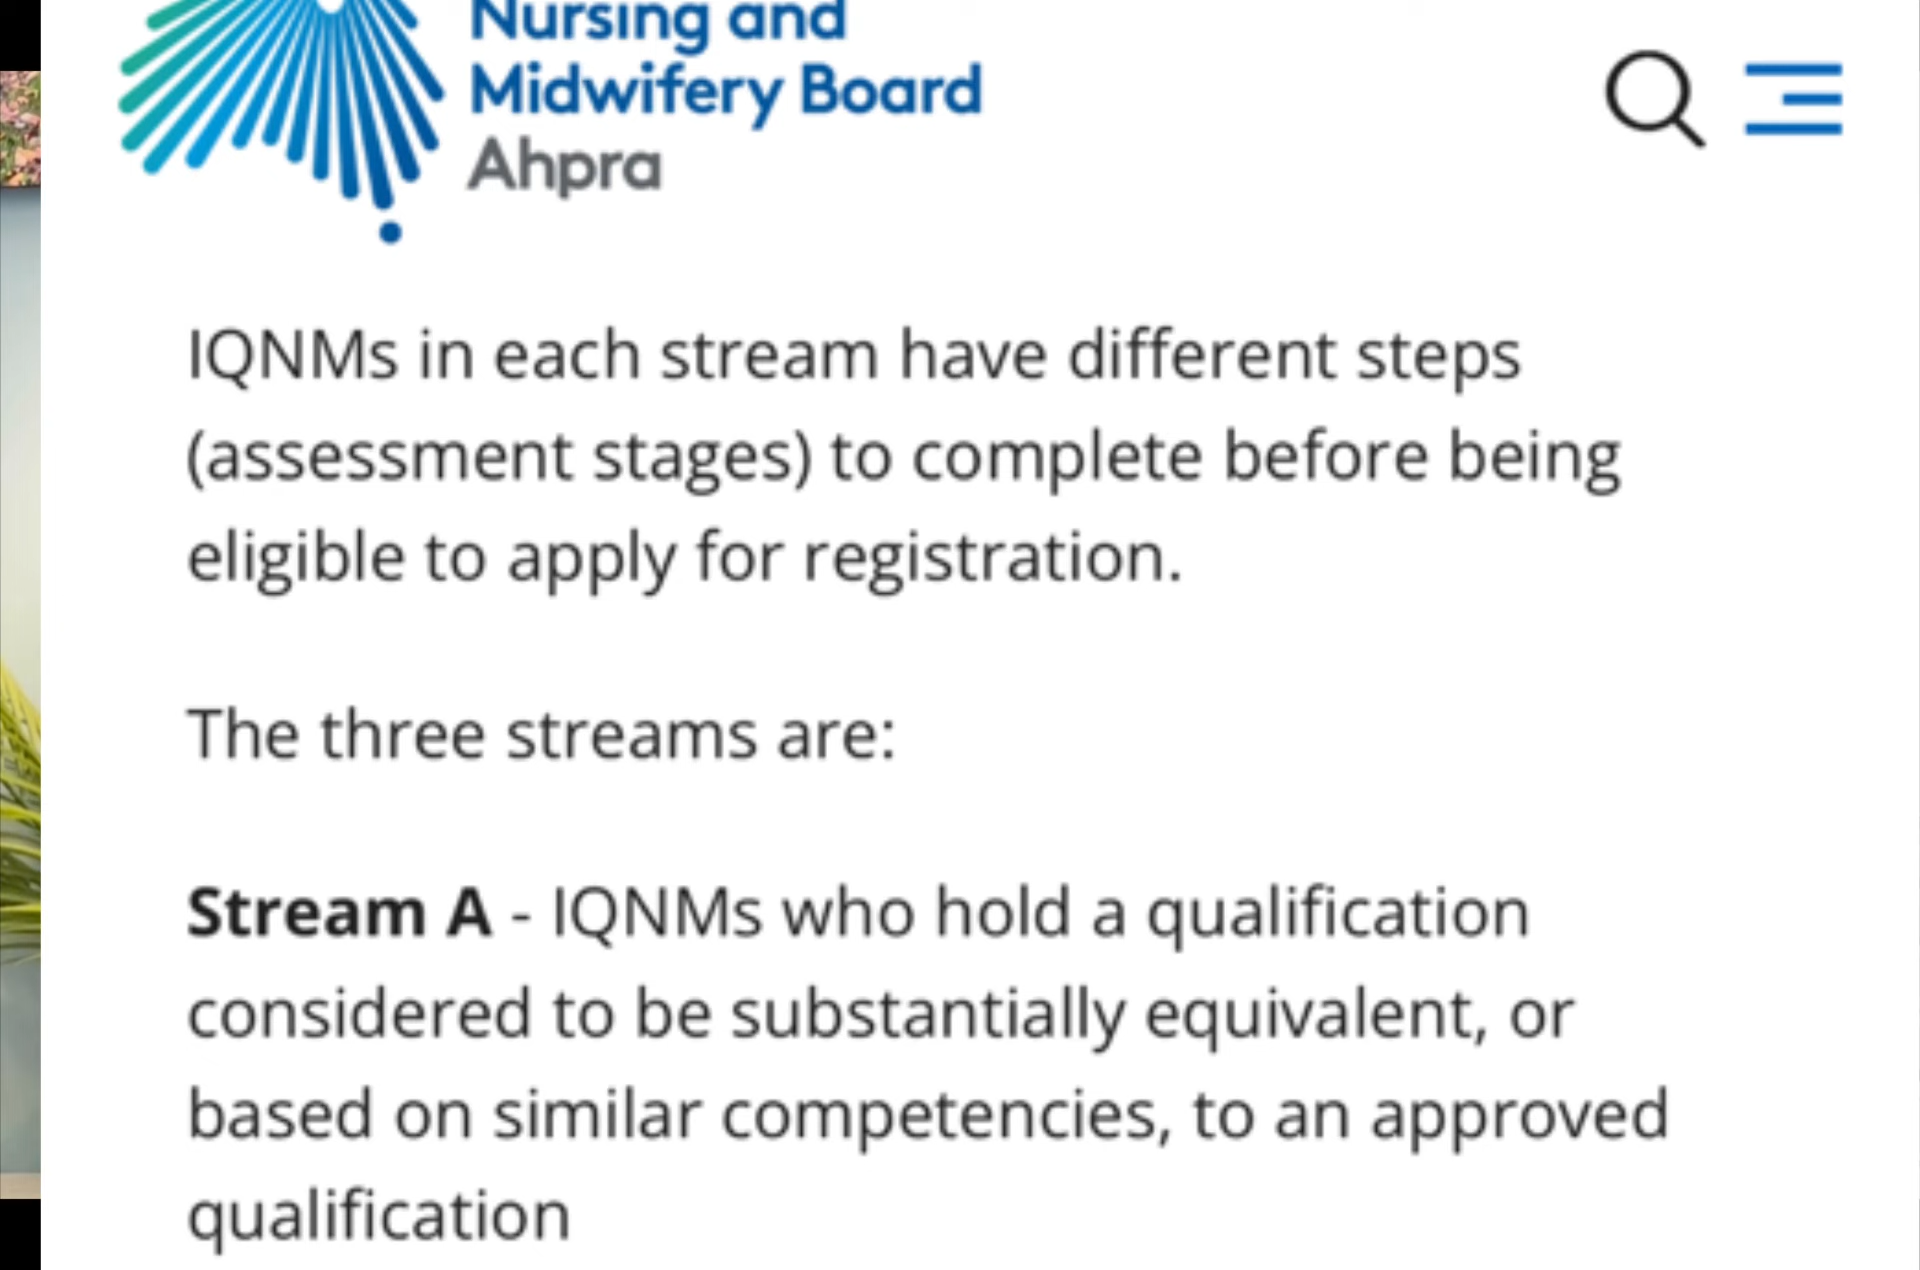 Nursing and
Midwifery Board
Ahpra
IQNMs in each stream have different steps
(assessment stages) to complete before being
eligible to apply for registration.
The three streams are:
Stream A - IQNMs who hold a qualification
considered to be substantially equivalent, or
based on similar competencies, to an approved
qualification